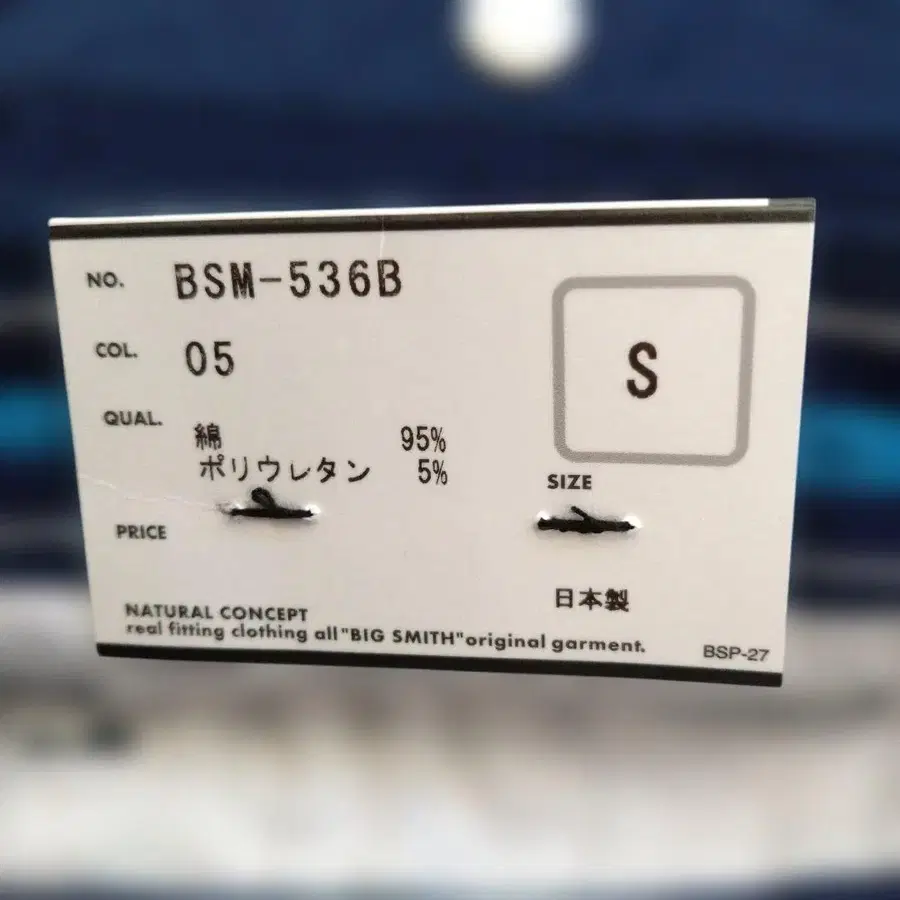 NO. BSM-536B
COL. 05
S
QUAL. 綿 95%
ポリウレタン 5%
SIZE
PRICE
日本製
NATURAL CONCEPT
real fitting clothing all "BIG SMITH" original garment.
BSP-27